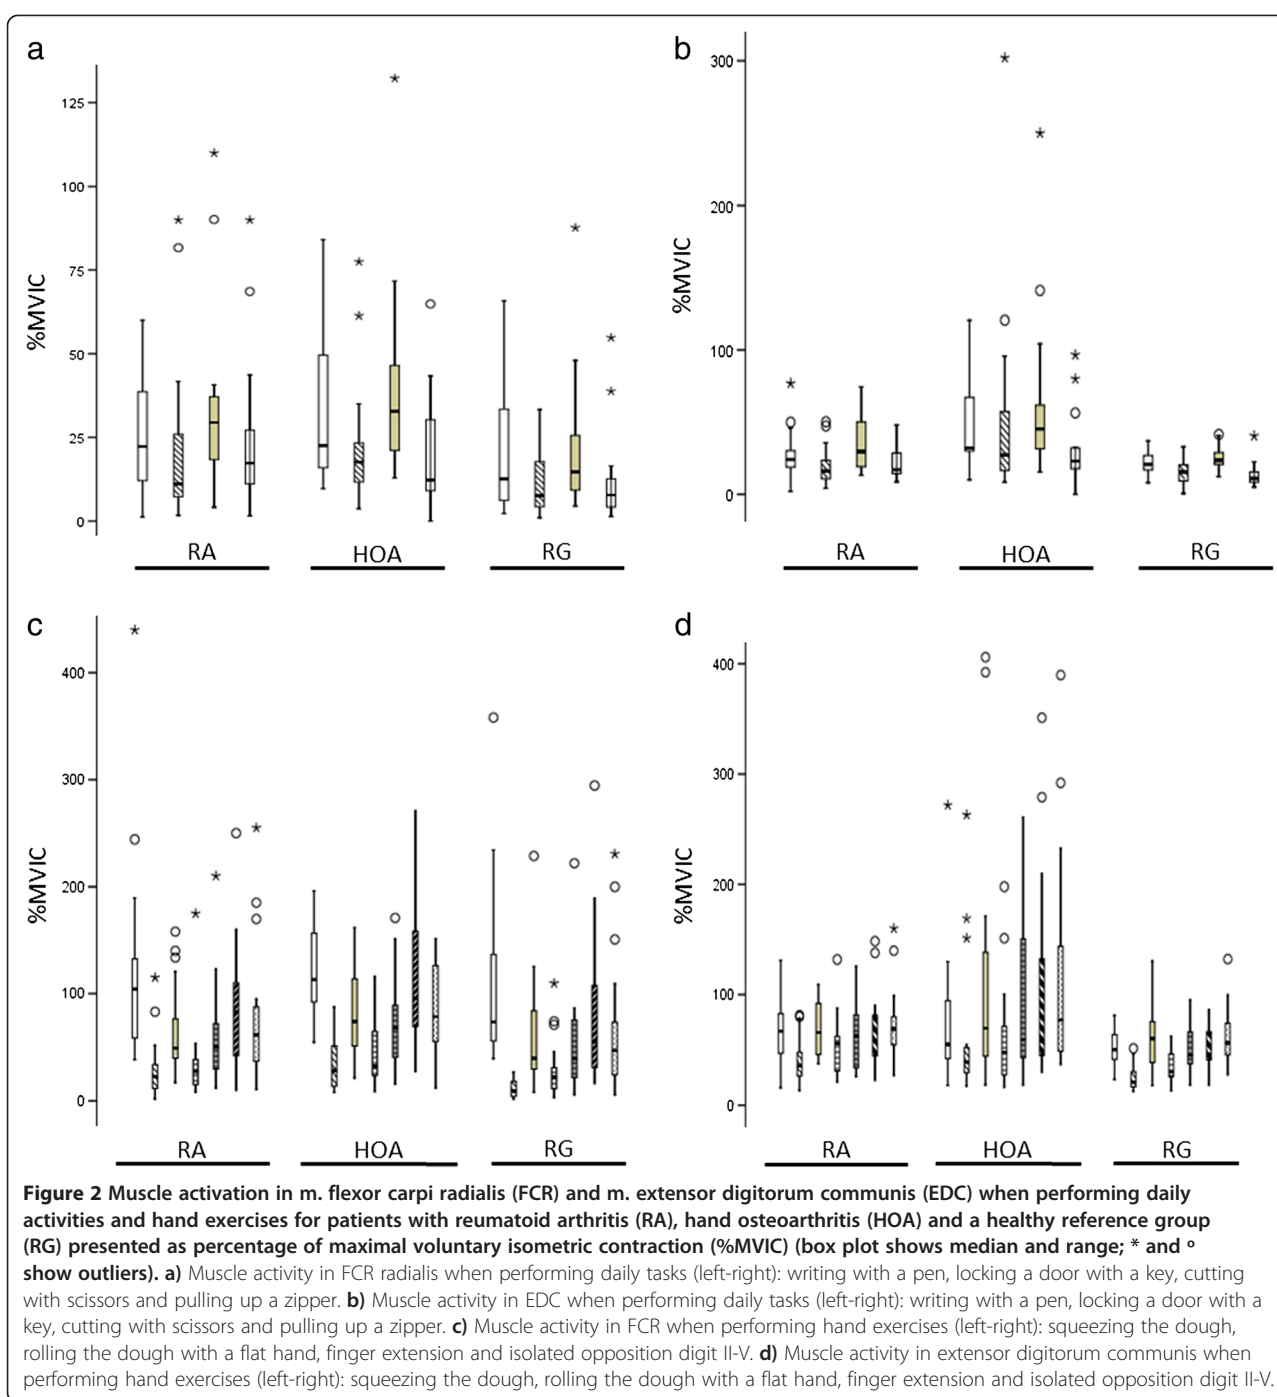 a
b
%MVIC
125
100
75
50
25
0
RA
HOA
RG
%MVIC
300
200
100
0
RA
HOA
RG
c
d
%MVIC
400
300
200
100
0
RA
HOA
RG
%MVIC
400
300
200
100
0
RA
HOA
RG
Figure 2 Muscle activation in m. flexor carpi radialis (FCR) and m. extensor digitorum communis (EDC) when performing daily
activities and hand exercises for patients with reumatoid arthritis (RA), hand osteoarthritis (HOA) and a healthy reference group
(RG) presented as percentage of maximal voluntary isometric contraction (%MVIC) (box plot shows median and range; * and º
show outliers). a) Muscle activity in FCR radialis when performing daily tasks (left-right): writing with a pen, locking a door with a key, cutting
with scissors and pulling up a zipper. b) Muscle activity in EDC when performing daily tasks (left-right): writing with a pen, locking a door with a
key, cutting with scissors and pulling up a zipper. c) Muscle activity in FCR when performing hand exercises (left-right): squeezing the dough,
rolling the dough with a flat hand, finger extension and isolated opposition digit II-V. d) Muscle activity in extensor digitorum communis when
performing hand exercises (left-right): squeezing the dough, rolling the dough with a flat hand, finger extension and isolated opposition digit II-V.